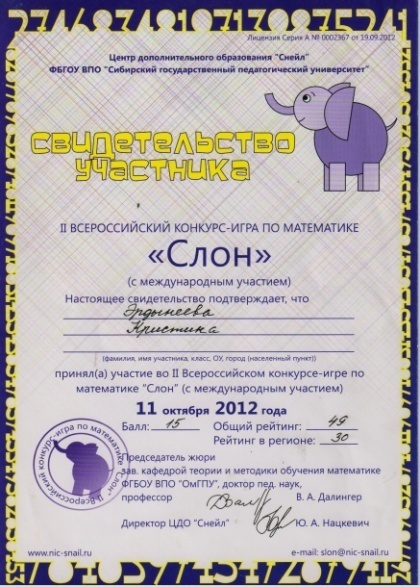 Лицензия Серия А № 0002367 от 19.09.2012
Центр дополнительного образования "Снейл"
ФБГОУ ВПО "Сибирский государственный педагогический университет"
СВИДЕТЕЛЬСТВО
УЧАСТНИКА
II ВСЕРОССИЙСКИЙ КОНКУРС-ИГРА ПО МАТЕМАТИКЕ
«Слон»
(с международным участием)
Настоящее свидетельство подтверждает, что
Эрдынеева
Кристина
(фамилия, имя участника, класс, ОУ, город (населенный пункт))
принял(а) участие во II Всероссийском конкурсе-игре по
математике "Слон" (с международным участием)
11 октября 2012 года
Балл: 15 Общий рейтинг: 49
Рейтинг в регионе: 30
II Всероссийский конкурс-игра по математике "Слон"
Председатель жюри
зав. кафедрой теории и методики обучения математике
ФГБОУ ВПО "ОмГПУ", доктор пед. наук,
профессор В. А. Далингер
Директор ЦДО "Снейл" Ю. А. Нацкевич
www.nic-snail.ru e-mail: slon@nic-snail.ru